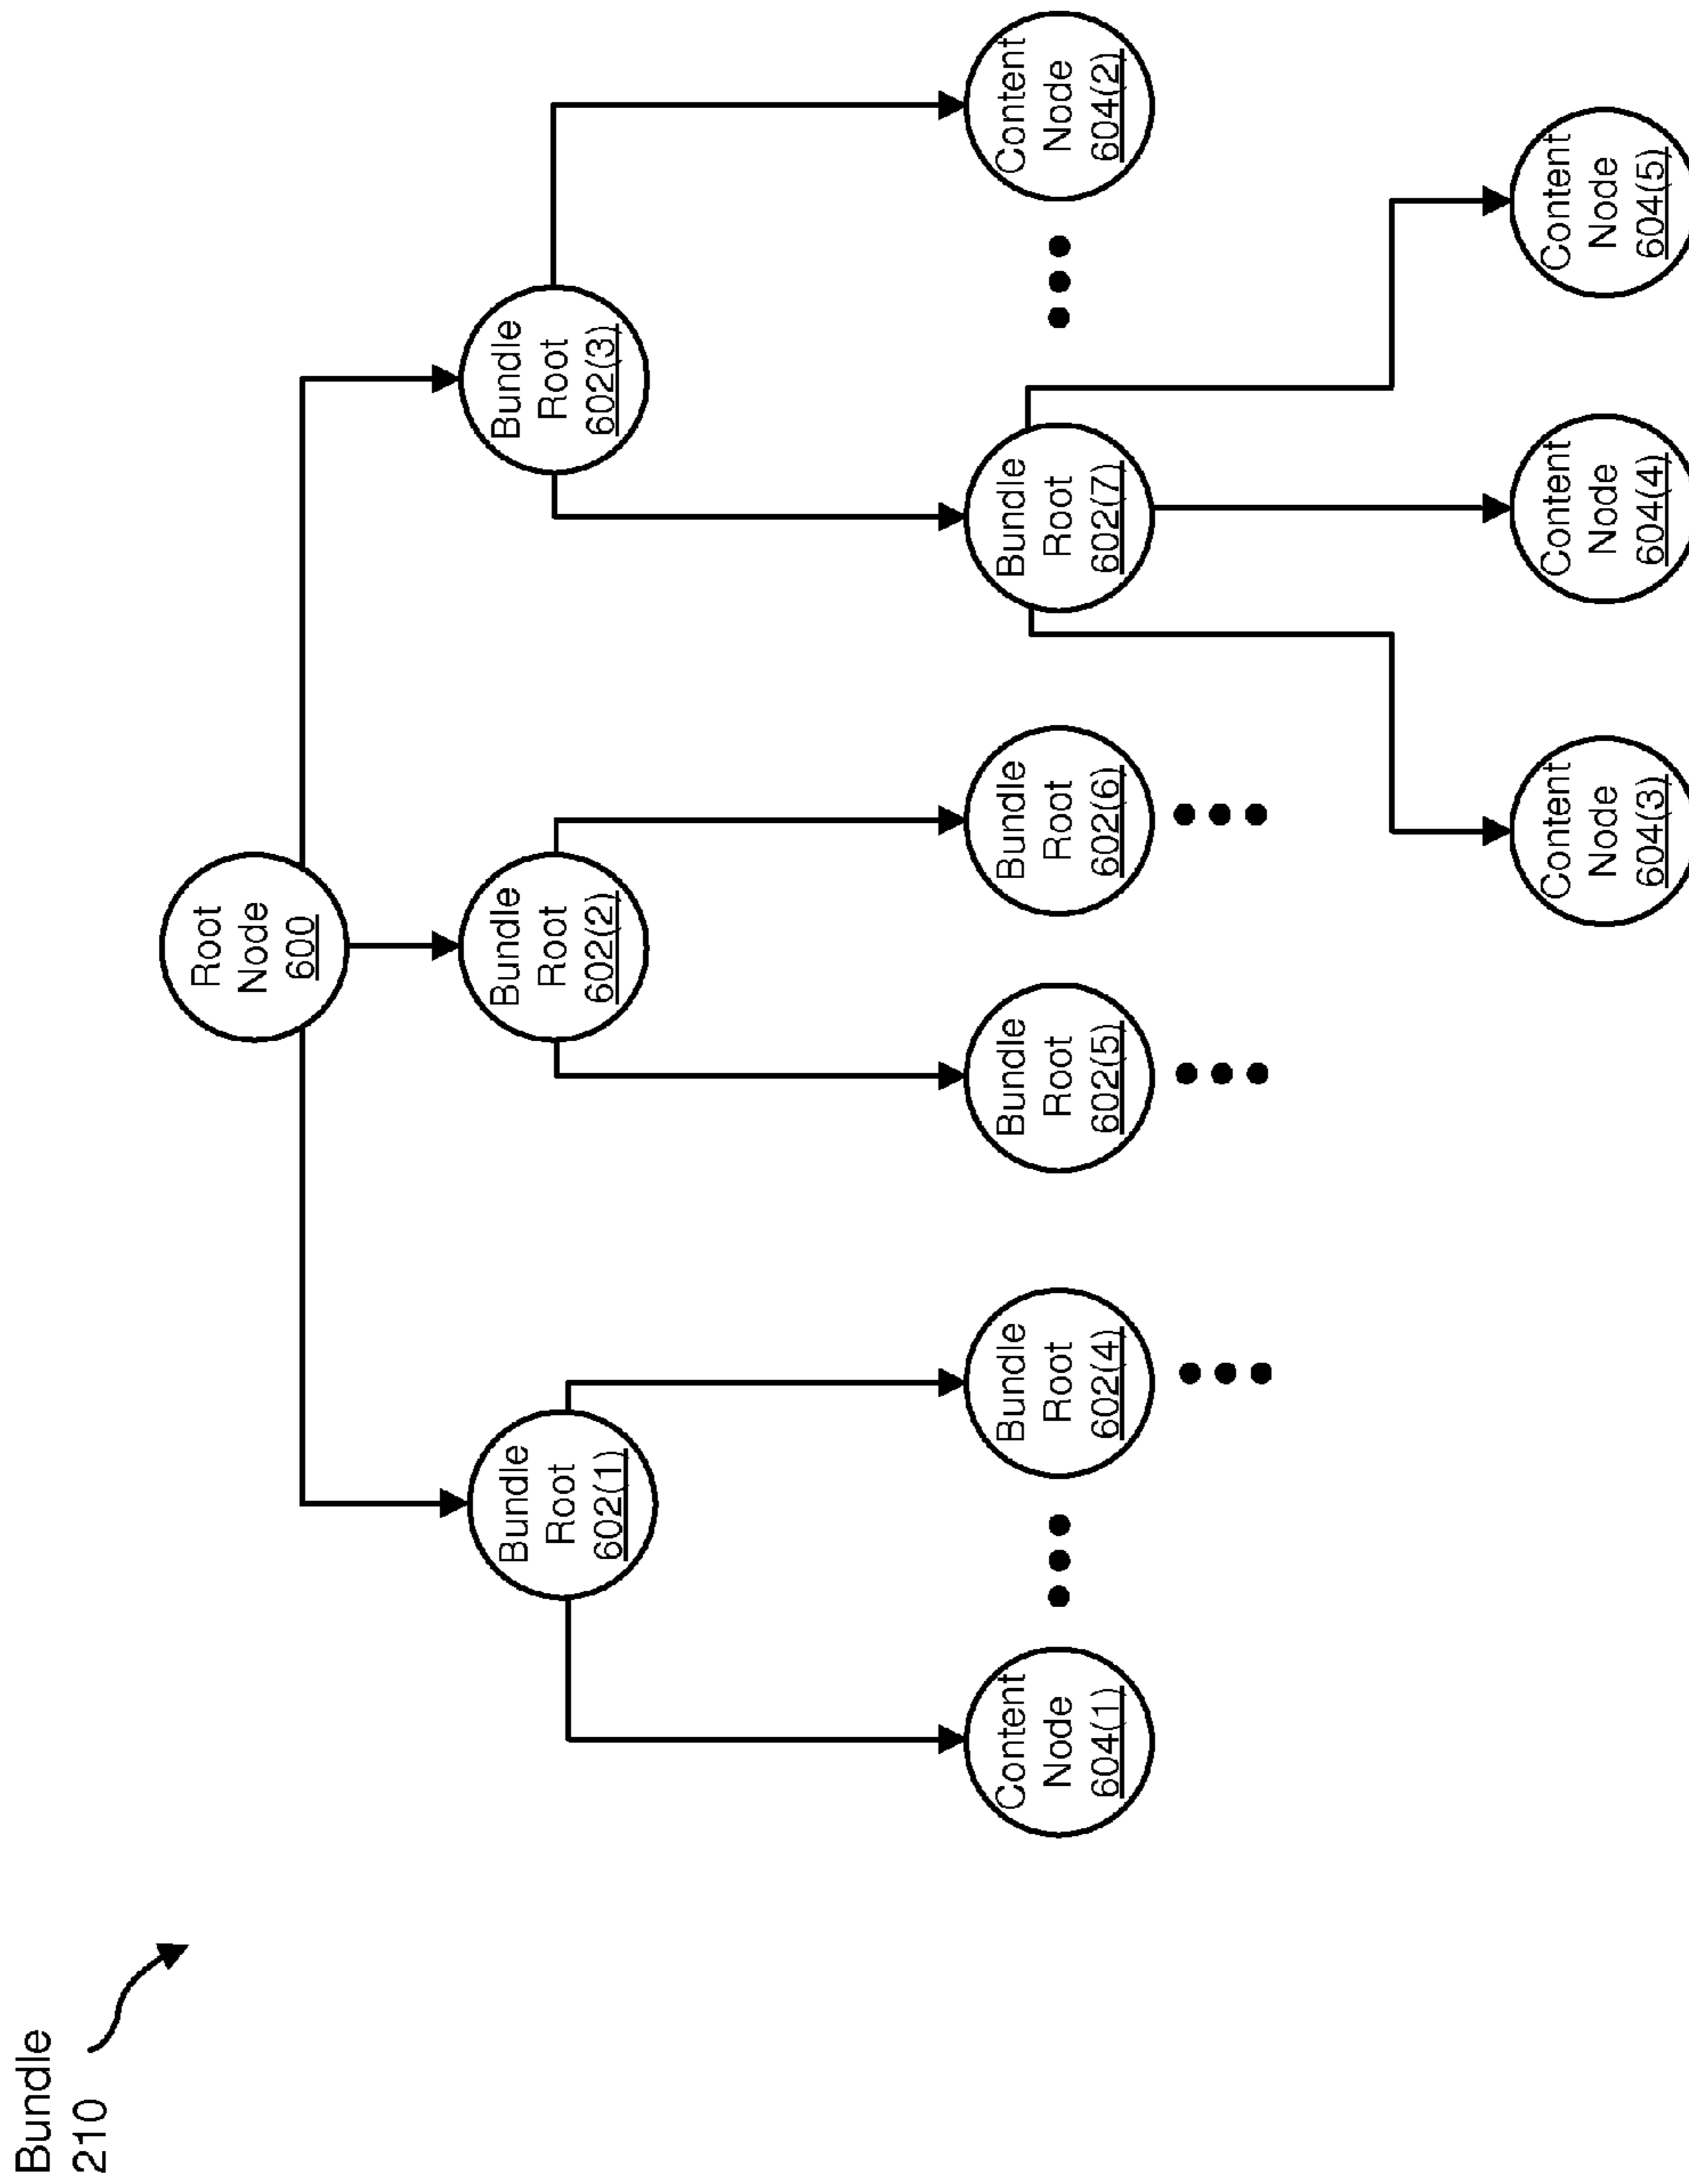 Bundle
210
Root
Node
600
Bundle
Root
602(1)
Bundle
Root
602(2)
Bundle
Root
602(3)
Content
Node
604(1)
Bundle
Root
602(4)
Bundle
Root
602(5)
Bundle
Root
602(6)
Bundle
Root
602(7)
Content
Node
604(2)
Content
Node
604(3)
Content
Node
604(4)
Content
Node
604(5)